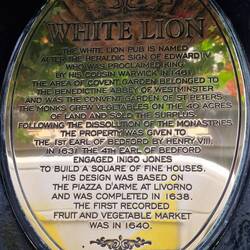 WHITE LION
THE WHITE LION PUB IS NAMED
AFTER THE HERALDIC SIGN OF EDWARD IV
WHO WAS PROCLAIMED KING
BY HIS COUSIN WARWICK IN 1461.
THE AREA OF COVENT GARDEN BELONGED TO
THE BENEDICTINE ABBEY OF WESTMINSTER
AND WAS THE CONVENT GARDEN OF ST PETER.
THE MONKS GREW VEGETABLES ON THE 40 ACRES
OF LAND AND SOLD THE SURPLUS.
FOLLOWING THE DISSOLUTION OF THE MONASTRIES
THE PROPERTY WAS GIVEN TO
THE 1ST EARL OF BEDFORD BY HENRY VIII;
IN 1631 THE 4TH EARL OF BEDFORD
ENGAGED INIGO JONES
TO BUILD A SQUARE OF FINE HOUSES.
HIS DESIGN WAS BASED ON
THE PIAZZA D'ARME AT LIVORNO
AND WAS COMPLETED IN 1638.
THE FIRST RECORDED
FRUIT AND VEGETABLE MARKET
WAS IN 1640.